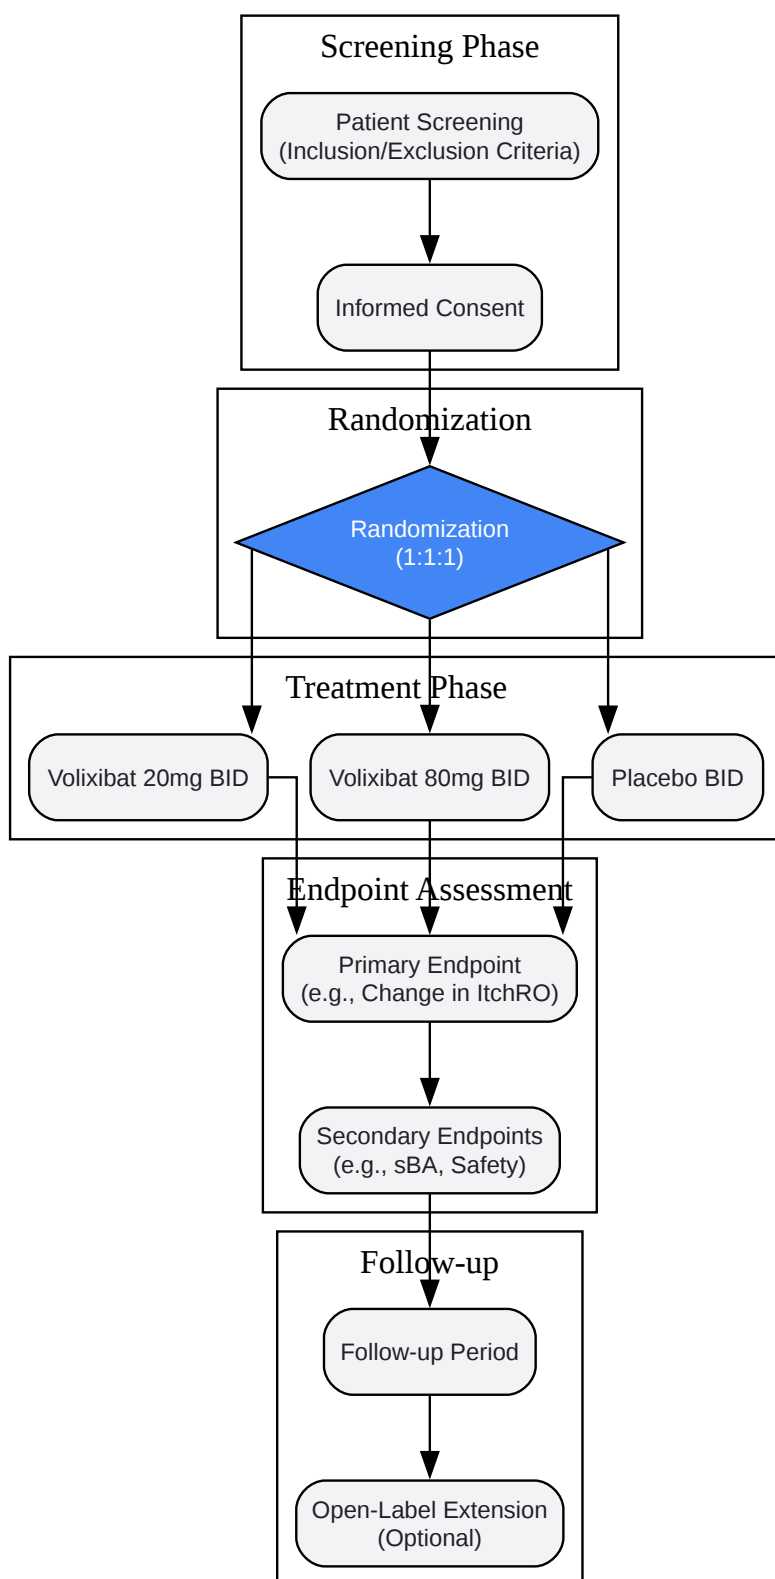 Screening Phase
Patient Screening
(Inclusion/Exclusion Criteria)
Informed Consent
Randomization
Randomization
(1:1:1)
Treatment Phase
Volixibat 20mg BID
Volixibat 80mg BID
Placebo BID
Endpoint Assessment
Primary Endpoint
(e.g., Change in ItchRO)
Secondary Endpoints
(e.g., sBA, Safety)
Follow-up
Follow-up Period
Open-Label Extension
(Optional)